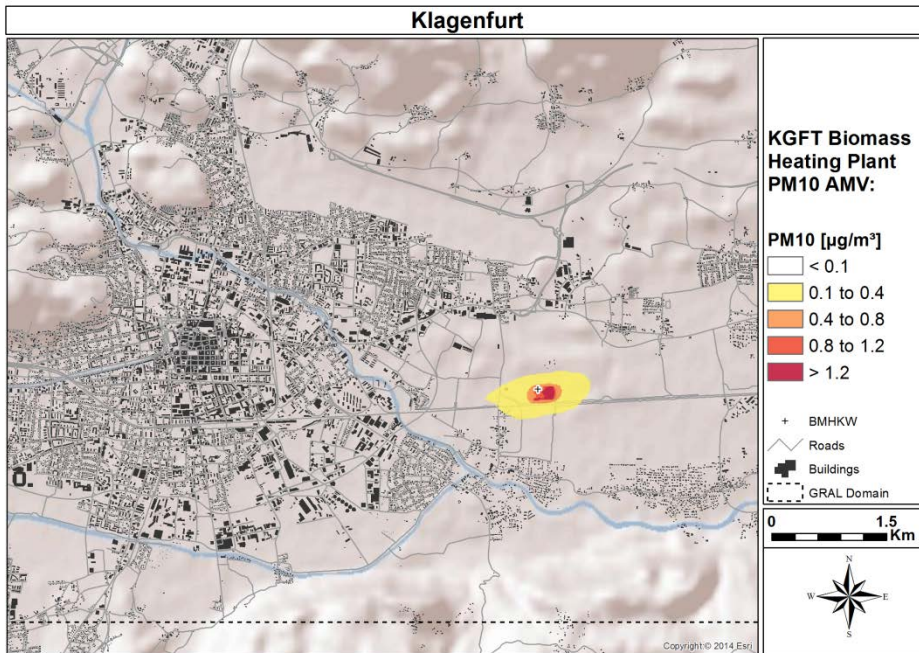 Klagenfurt
KGFT Biomass
Heating Plant
PM10 AMV:
PM10 [µg/m³]
< 0.1
0.1 to 0.4
0.4 to 0.8
0.8 to 1.2
> 1.2
BMHKW
Roads
Buildings
GRAL Domain
0 1.5
Km
N
W E
S
Copyright:© 2014 Esri